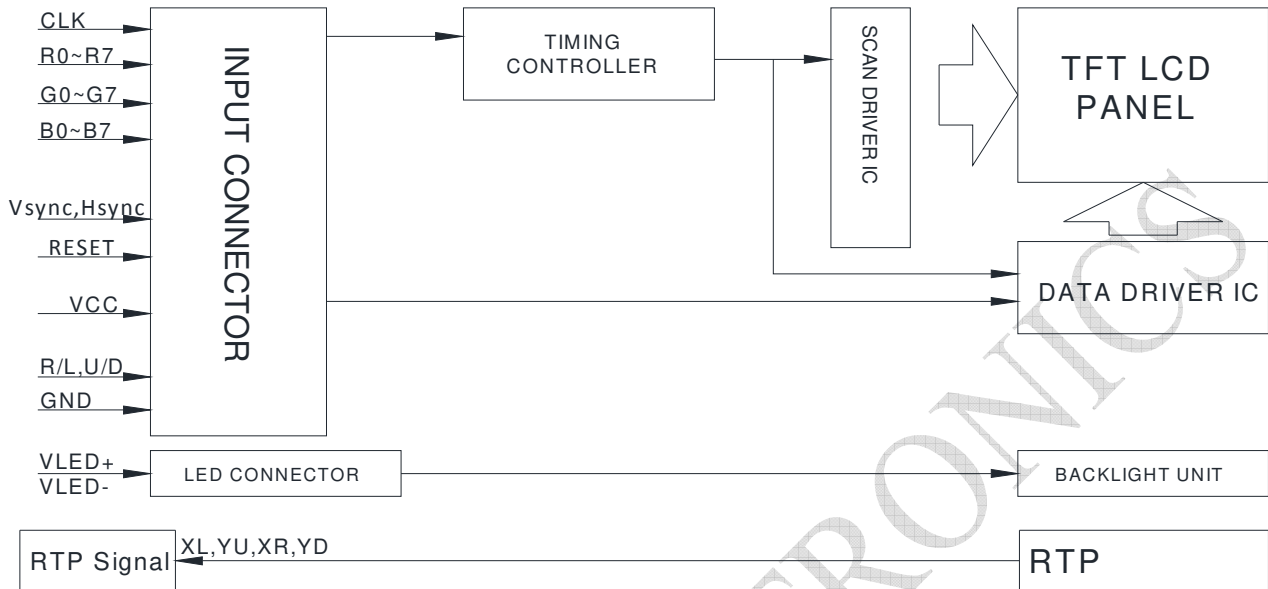 CLK
R0~R7
G0~G7
B0~B7
Vsync,Hsync
RESET
VCC
R/L,U/D
GND
INPUT CONNECTOR
TIMING
CONTROLLER
SCAN DRIVER IC
TFT LCD
PANEL
DATA DRIVER IC
VLED+
VLED-
LED CONNECTOR
BACKLIGHT UNIT
RTP Signal
XL,YU,XR,YD
RTP
TRONICS